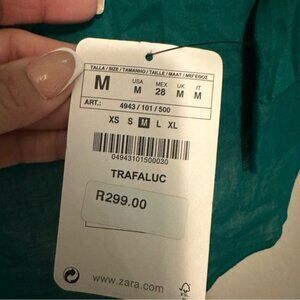 TALLA / SIZE / TAMANHO / TAILLE / MAAT / ΜΕΓΕΘΟΣ
M USA M MEX 28 UK M IT M
ART.: 4943 / 101 / 500
XS S M L XL
04943101500030
TRAFALUC
R299.00
www.zara.com
FSC